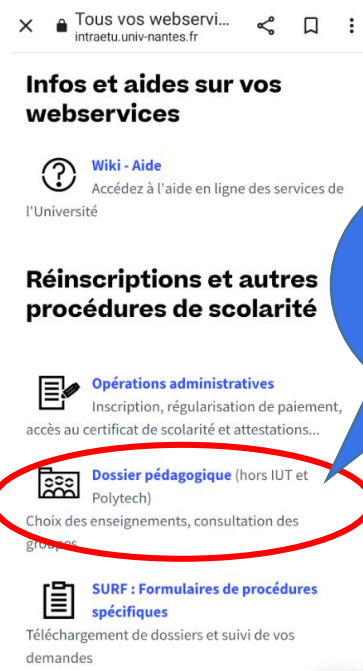 Tous vos webservi...
intraetu.univ-nantes.fr
Infos et aides sur vos
webservices
Wiki - Aide
Accédez à l'aide en ligne des services de
l'Université
Réinscriptions et autres
procédures de scolarité
Opérations administratives
Inscription, régularisation de paiement,
accès au certificat de scolarité et attestations...
Dossier pédagogique (hors IUT et
Polytech)
Choix des enseignements, consultation des
groupes
SURF : Formulaires de procédures
spécifiques
Téléchargement de dossiers et suivi de vos
demandes